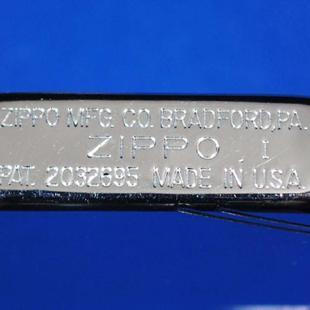 ZIPPO MFG. CO. BRADFORD, PA.
ZIPPO I
PAT. 2032695 MADE IN U.S.A.